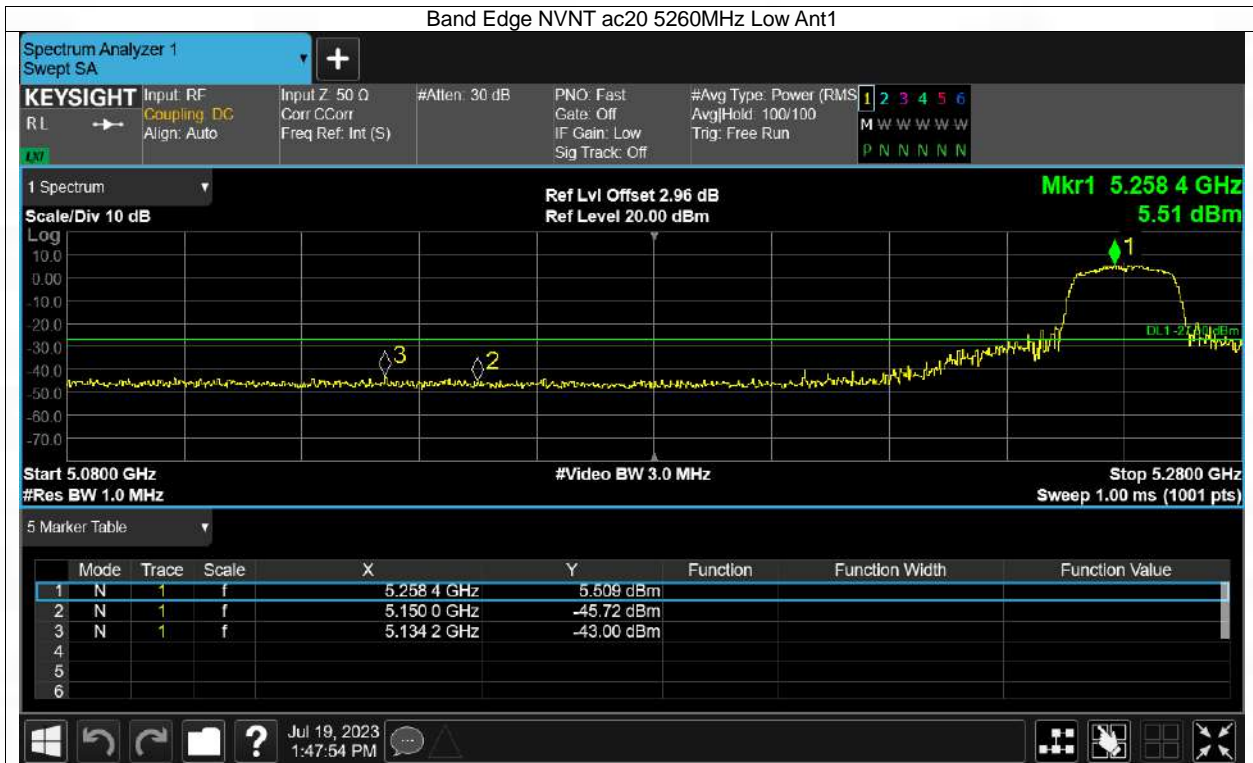 Band Edge NVNT ac20 5260MHz Low Ant1
Spectrum Analyzer 1
Swept SA
+
KEYSIGHT
RL
LXI
Input: RF
Coupling: DC
Align: Auto
Input Z: 50 Ω
Corr CCorr
Freq Ref: Int (S)
#Atten: 30 dB
PNO: Fast
Gate: Off
IF Gain: Low
Sig Track: Off
#Avg Type: Power (RMS
Avg|Hold: 100/100
Trig: Free Run
1 2 3 4 5 6
M W W W W W
P N N N N N
1 Spectrum
Scale/Div 10 dB
Ref Lvl Offset 2.96 dB
Ref Level 20.00 dBm
Mkr1 5.258 4 GHz
5.51 dBm
Log
10.0
0.00
-10.0
-20.0
-30.0
-40.0
-50.0
-60.0
-70.0
1
3
2
Start 5.0800 GHz
#Video BW 3.0 MHz
Stop 5.2800 GHz
#Res BW 1.0 MHz
Sweep 1.00 ms (1001 pts)
5 Marker Table
Mode Trace Scale X Y Function Function Width Function Value
1 N 1 f 5.258 4 GHz 5.509 dBm
2 N 1 f 5.150 0 GHz -45.72 dBm
3 N 1 f 5.134 2 GHz -43.00 dBm
4
5
6
?
Jul 19, 2023
1:47:54 PM